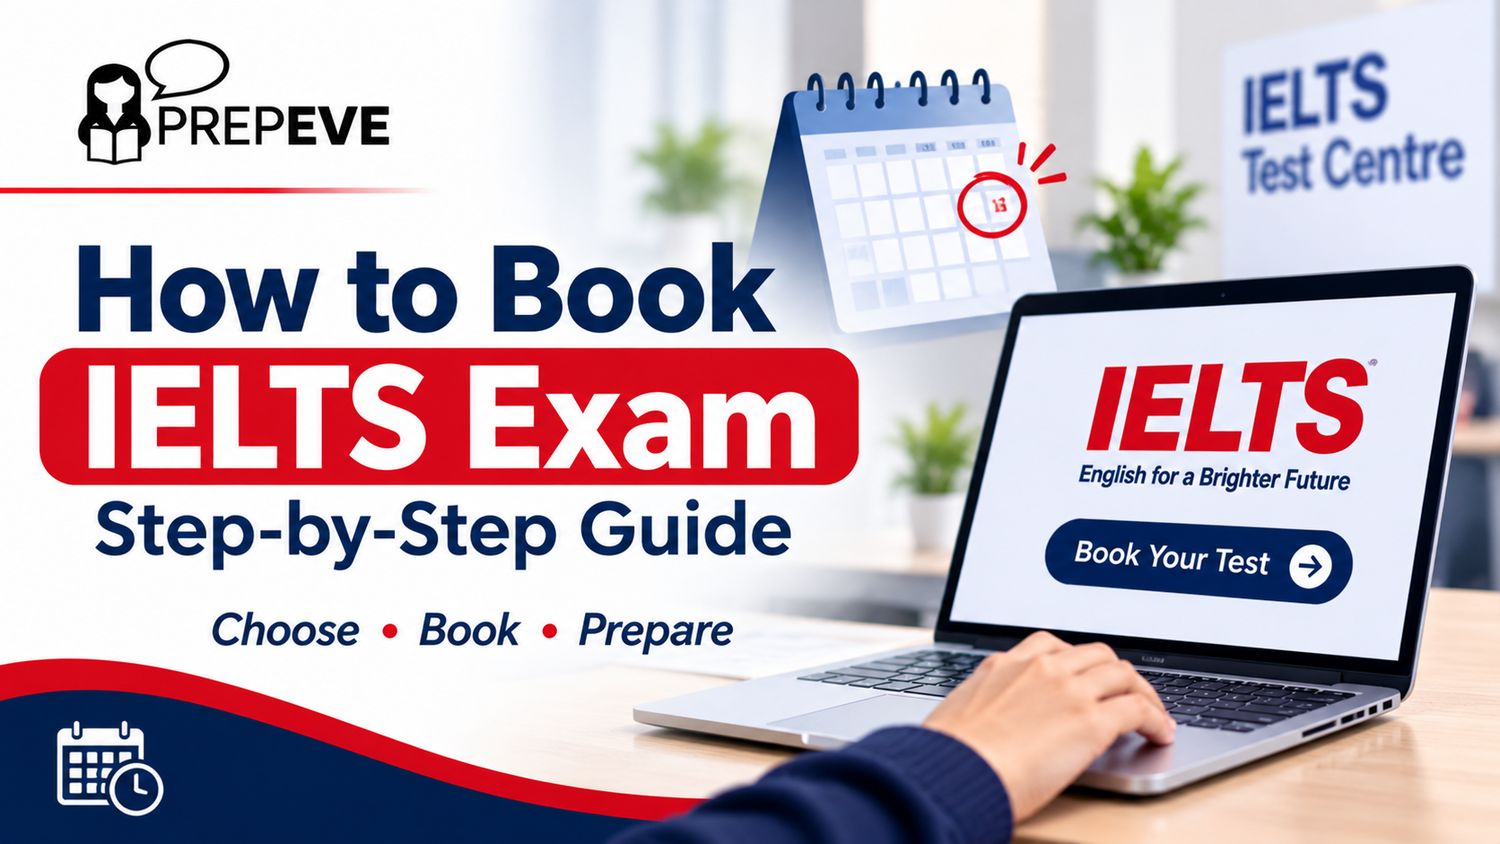 PREPEVE
How to Book
IELTS Exam
Step-by-Step Guide
Choose • Book • Prepare
IELTS
Test Centre
IELTS
English for a Brighter Future
Book Your Test